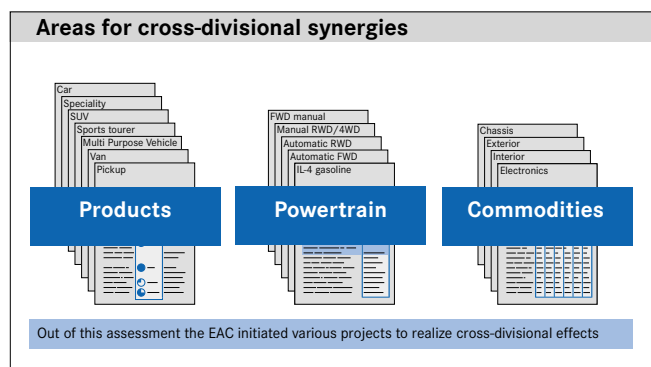 Areas for cross-divisional synergies
Car
Speciality
SUV
Sports tourer
Multi Purpose Vehicle
Van
Pickup
Products
FWD manual
Manual RWD/4WD
Automatic RWD
Automatic FWD
IL-4 gasoline
Powertrain
Chassis
Exterior
Interior
Electronics
Commodities
Out of this assessment the EAC initiated various projects to realize cross-divisional effects